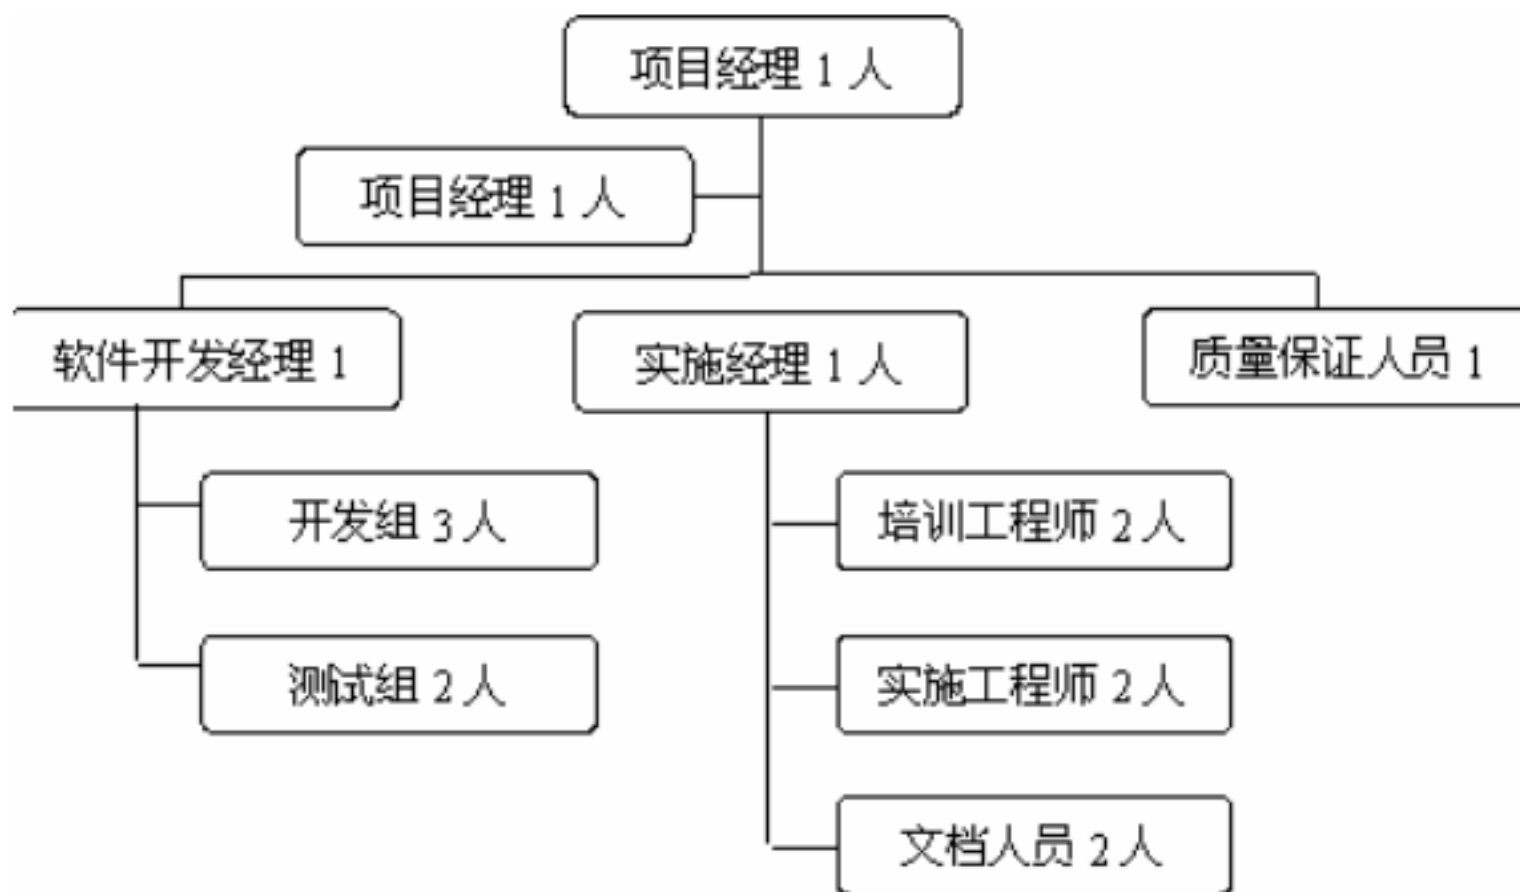 项目经理 1 人
项目经理 1 人
软件开发经理 1
实施经理 1 人
质量保证人员 1
开发组 3 人
培训工程师 2 人
测试组 2 人
实施工程师 2 人
文档人员 2 人